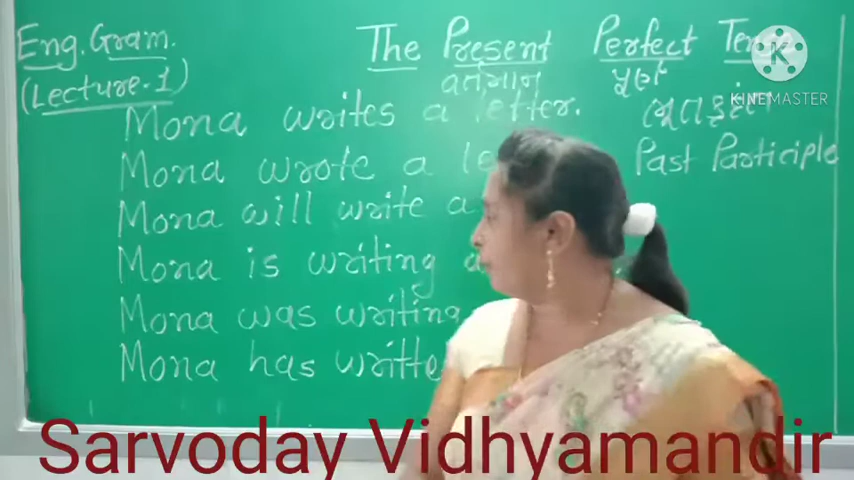 Eng. Gram.
(Lecture-1)
The Present Perfect
વર્તમાન પૂર્ણ
KINEMASTER
Mona writes a letter.
Mona wrote a
Past Participle
Mona will write a
Mona is writing
Mona was writing
Mona has written
Sarvoday Vidhyamandir